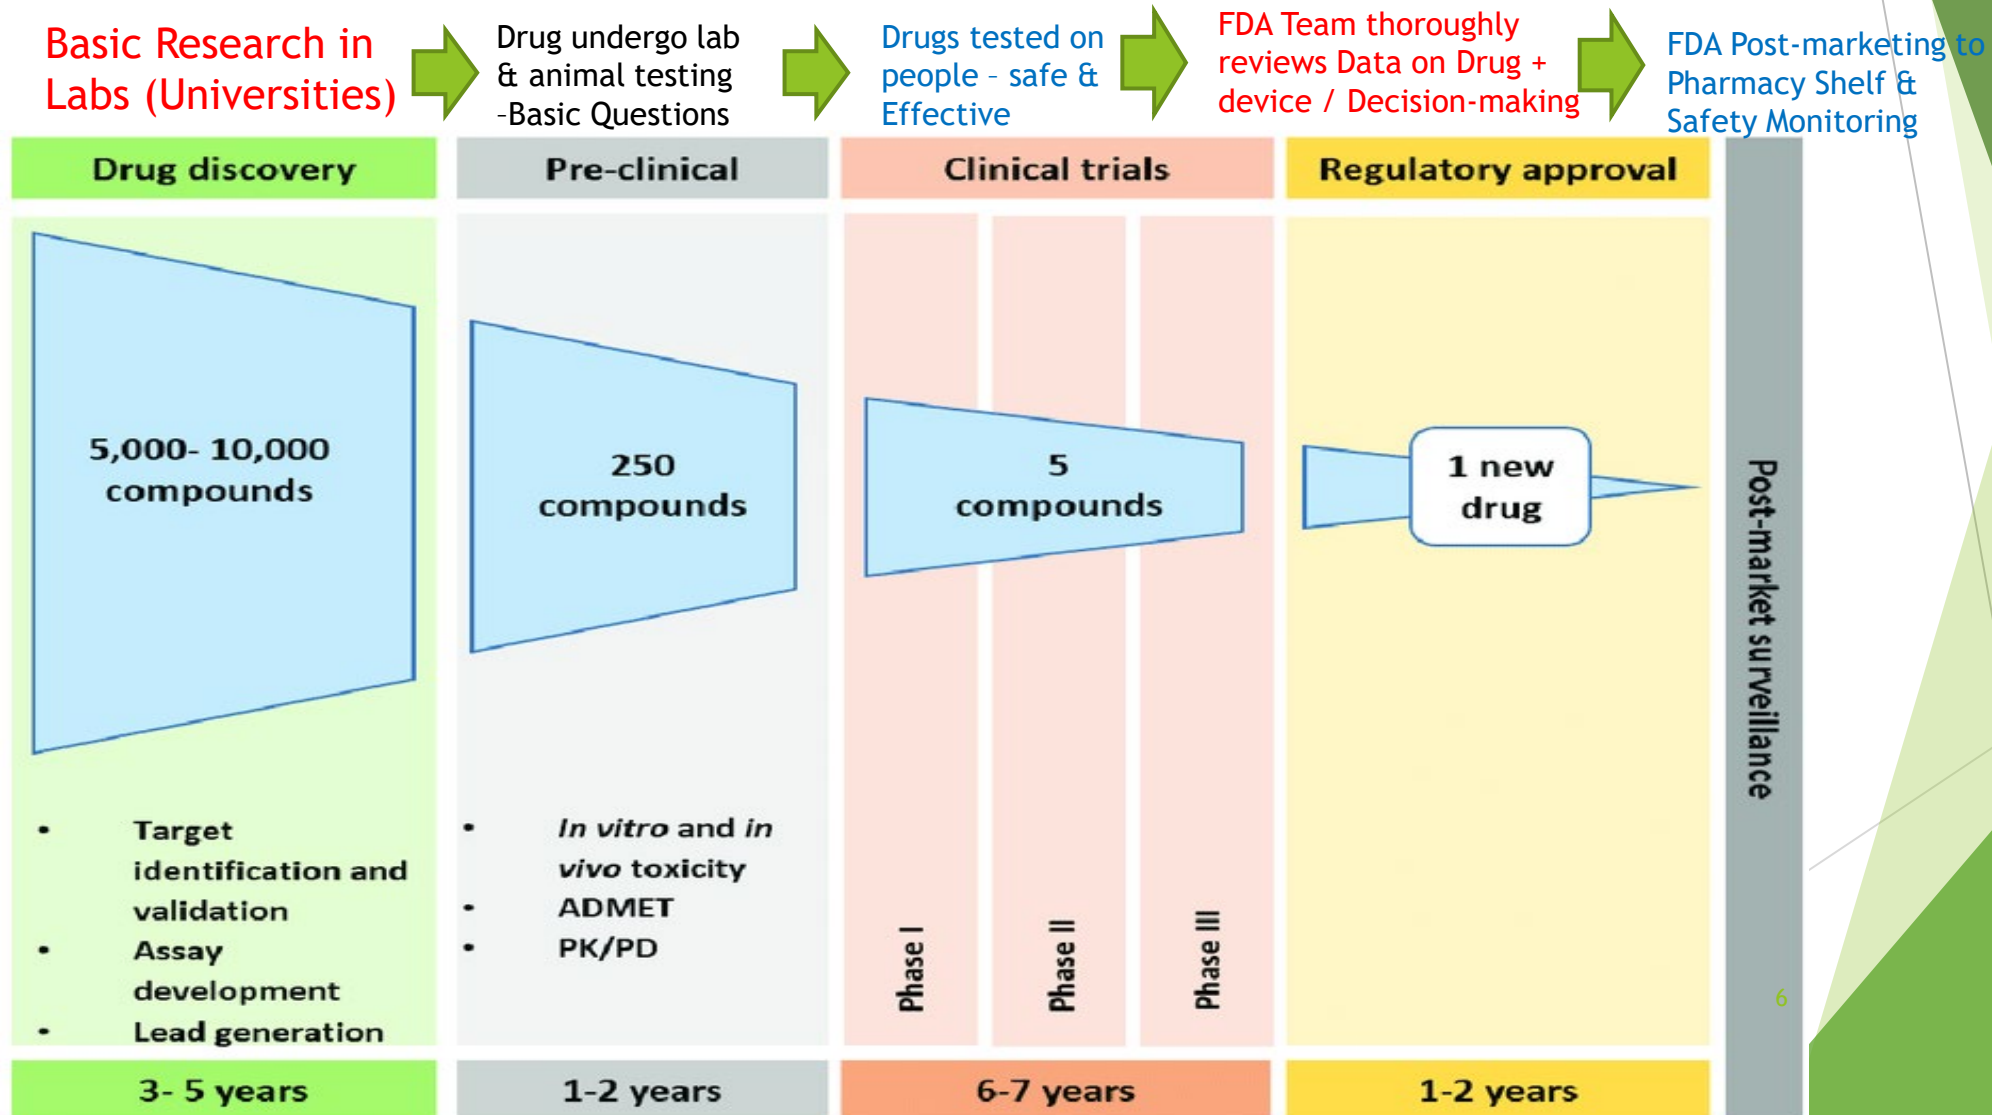 Basic Research in
Labs (Universities)
Drug undergo lab
& animal testing
–Basic Questions
Drugs tested on
people – safe &
Effective
FDA Team thoroughly
reviews Data on Drug +
device / Decision-making
FDA Post-marketing to
Pharmacy Shelf &
Safety Monitoring
Drug discovery
Pre-clinical
Clinical trials
Regulatory approval
5,000- 10,000
compounds
250
compounds
5
compounds
1 new
drug
Post-market surveillance
• Target
identification and
validation
• Assay
development
• Lead generation
• In vitro and in
vivo toxicity
• ADMET
• PK/PD
Phase I
Phase II
Phase III
6
3- 5 years
1-2 years
6-7 years
1-2 years